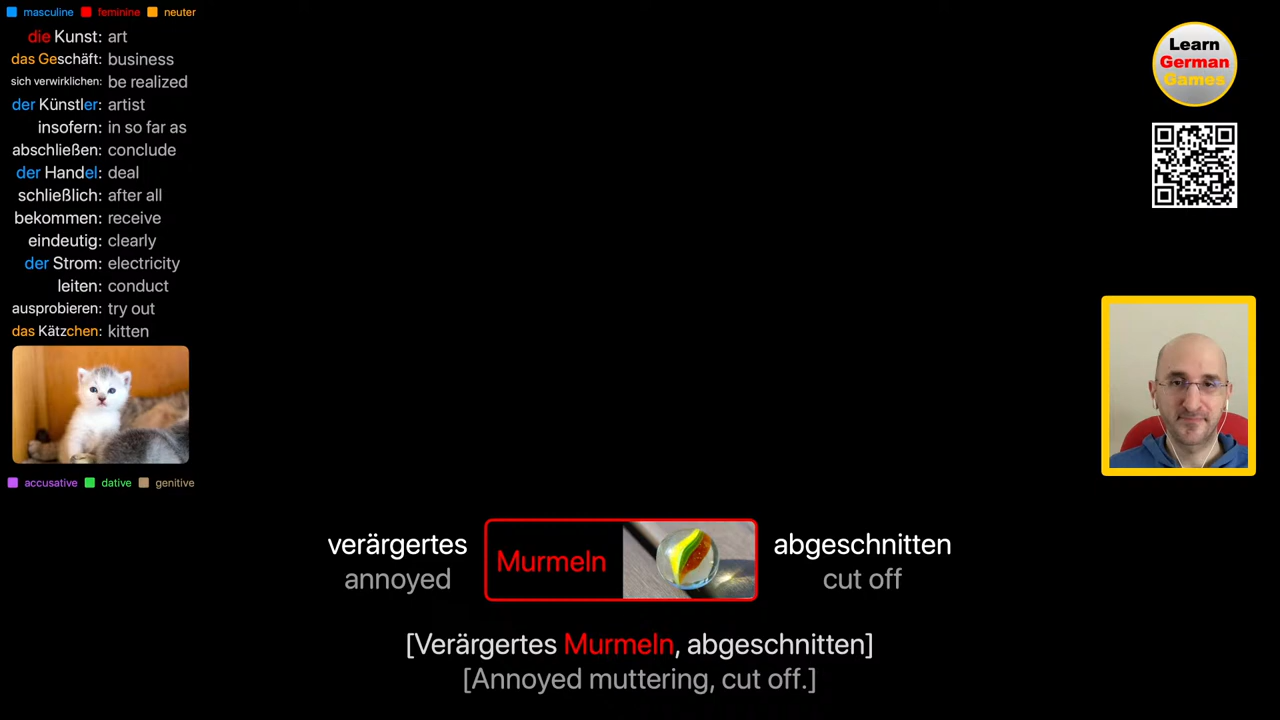 masculine feminine neuter
die Kunst: art
das Geschäft: business
sich verwirklichen: be realized
der Künstler: artist
insofern: in so far as
abschließen: conclude
der Handel: deal
schließlich: after all
bekommen: receive
eindeutig: clearly
der Strom: electricity
leiten: conduct
ausprobieren: try out
das Kätzchen: kitten
accusative dative genitive
Learn
German
Games
verärgertes Murmeln abgeschnitten
annoyed cut off
[Verärgertes Murmeln, abgeschnitten]
[Annoyed muttering, cut off.]